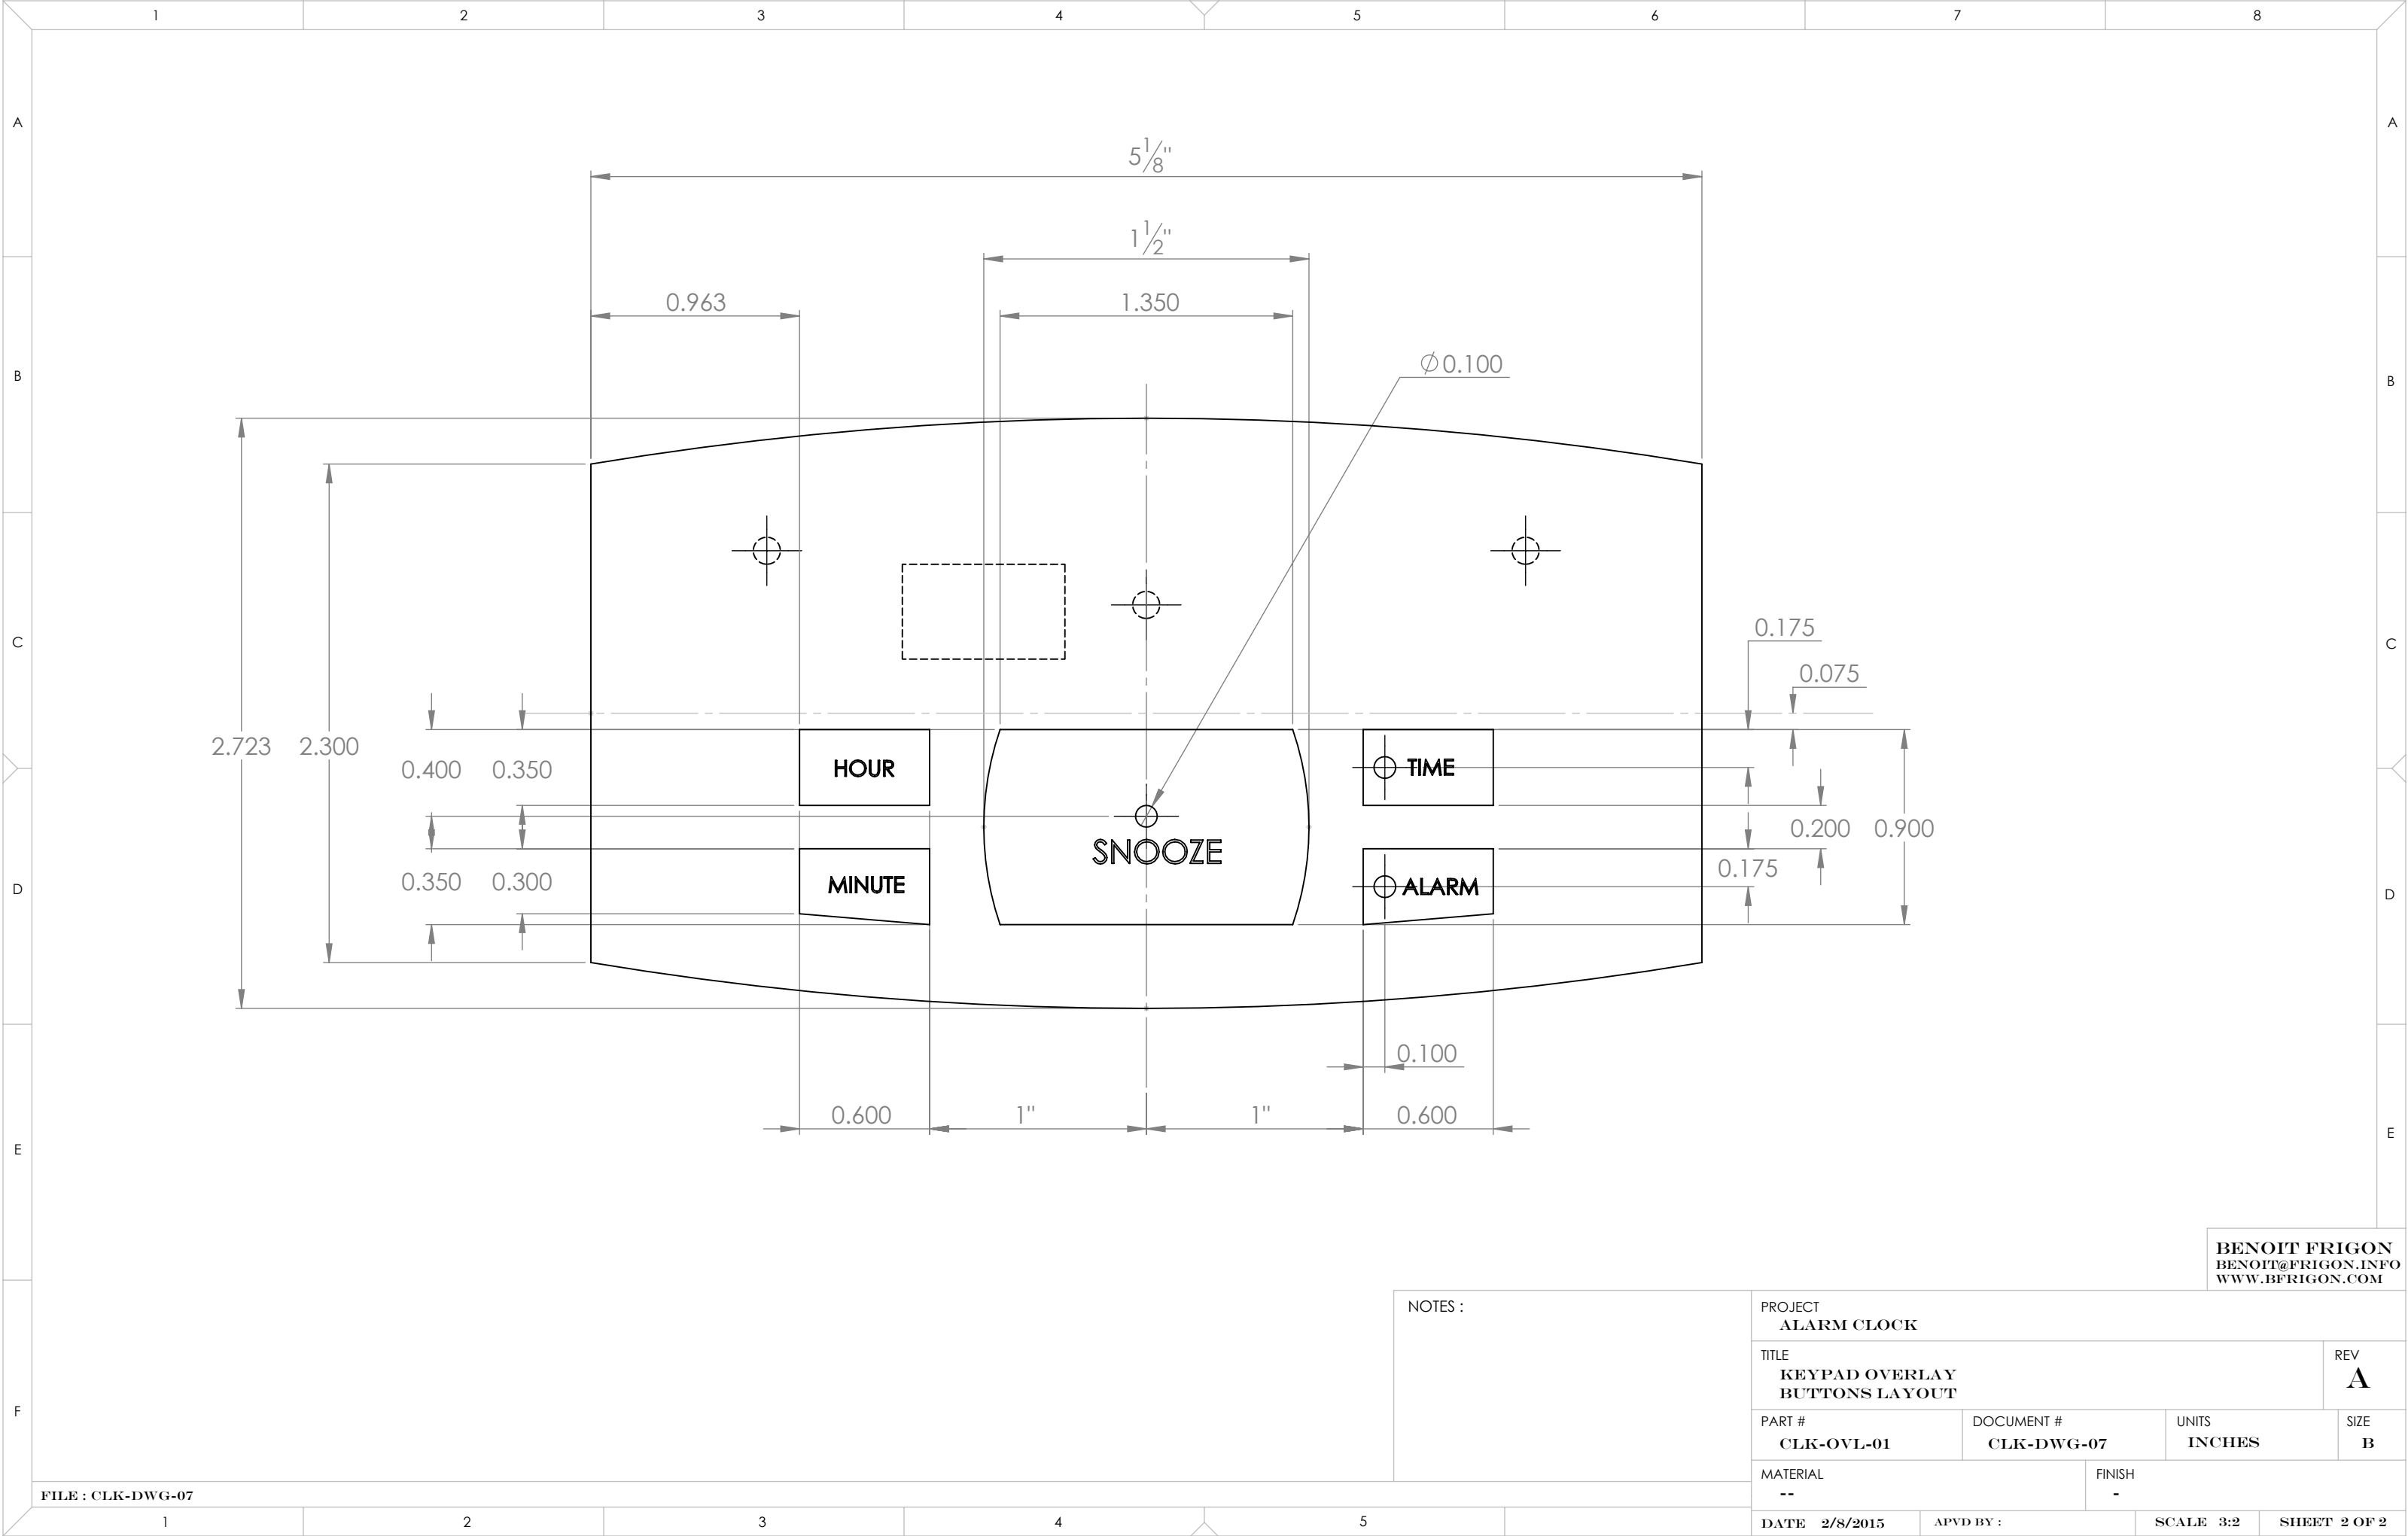 1 2 3 4 5 6 7 8
A A
5 1/8"
1 1/2"
0.963 1.350
B B
⌀0.100
C C
0.175
0.075
2.723 2.300
0.400 0.350
HOUR TIME
0.200 0.900
SNOOZE
0.175
0.350 0.300
MINUTE ALARM
D D
0.100
0.600 1" 1" 0.600
E E
BENOIT FRIGON
BENOIT@FRIGON.INFO
WWW.BFRIGON.COM
NOTES :
PROJECT
ALARM CLOCK
TITLE
KEYPAD OVERLAY
BUTTONS LAYOUT
REV
A
F
PART #
CLK-OVL-01
DOCUMENT #
CLK-DWG-07
UNITS
INCHES
SIZE
B
MATERIAL
--
FINISH
-
FILE : CLK-DWG-07
DATE 2/8/2015 APVD BY : SCALE 3:2 SHEET 2 OF 2
1 2 3 4 5